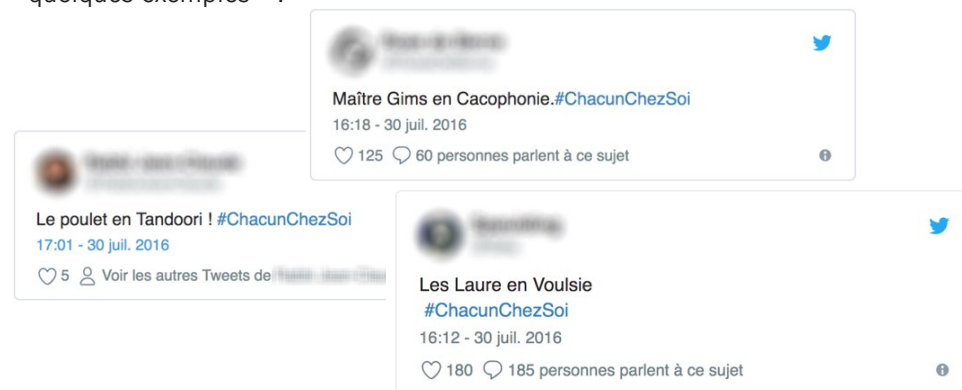 quelques exemples :
Maître Gims en Cacophonie.#ChacunChezSoi
16:18 - 30 juil. 2016
125 60 personnes parlent à ce sujet
Le poulet en Tandoori ! #ChacunChezSoi
17:01 - 30 juil. 2016
5 Voir les autres Tweets de
Les Laure en Voulsie
#ChacunChezSoi
16:12 - 30 juil. 2016
180 185 personnes parlent à ce sujet